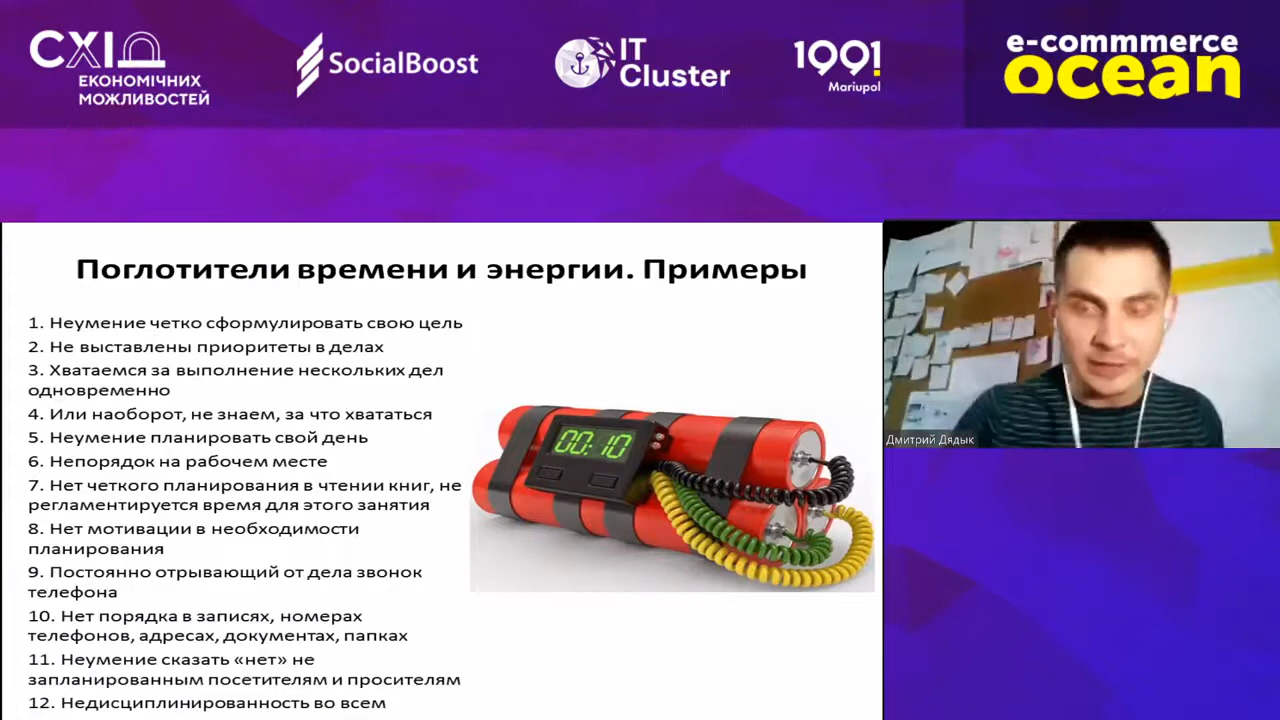 СХІД
ЕКОНОМІЧНИХ
МОЖЛИВОСТЕЙ
SocialBoost
IT
Cluster
1991
Mariupol
e-commmerce
ocean
Поглотители времени и энергии. Примеры
1. Неумение четко сформулировать свою цель
2. Не выставлены приоритеты в делах
3. Хватаемся за выполнение нескольких дел
одновременно
4. Или наоборот, не знаем, за что хвататься
5. Неумение планировать свой день
6. Непорядок на рабочем месте
7. Нет четкого планирования в чтении книг, не
регламентируется время для этого занятия
8. Нет мотивации в необходимости
планирования
9. Постоянно отрывающий от дела звонок
телефона
10. Нет порядка в записях, номерах
телефонов, адресах, документах, папках
11. Неумение сказать «нет» не
запланированным посетителям и просителям
12. Недисциплинированность во всем
00:10
Дмитрий Дядык